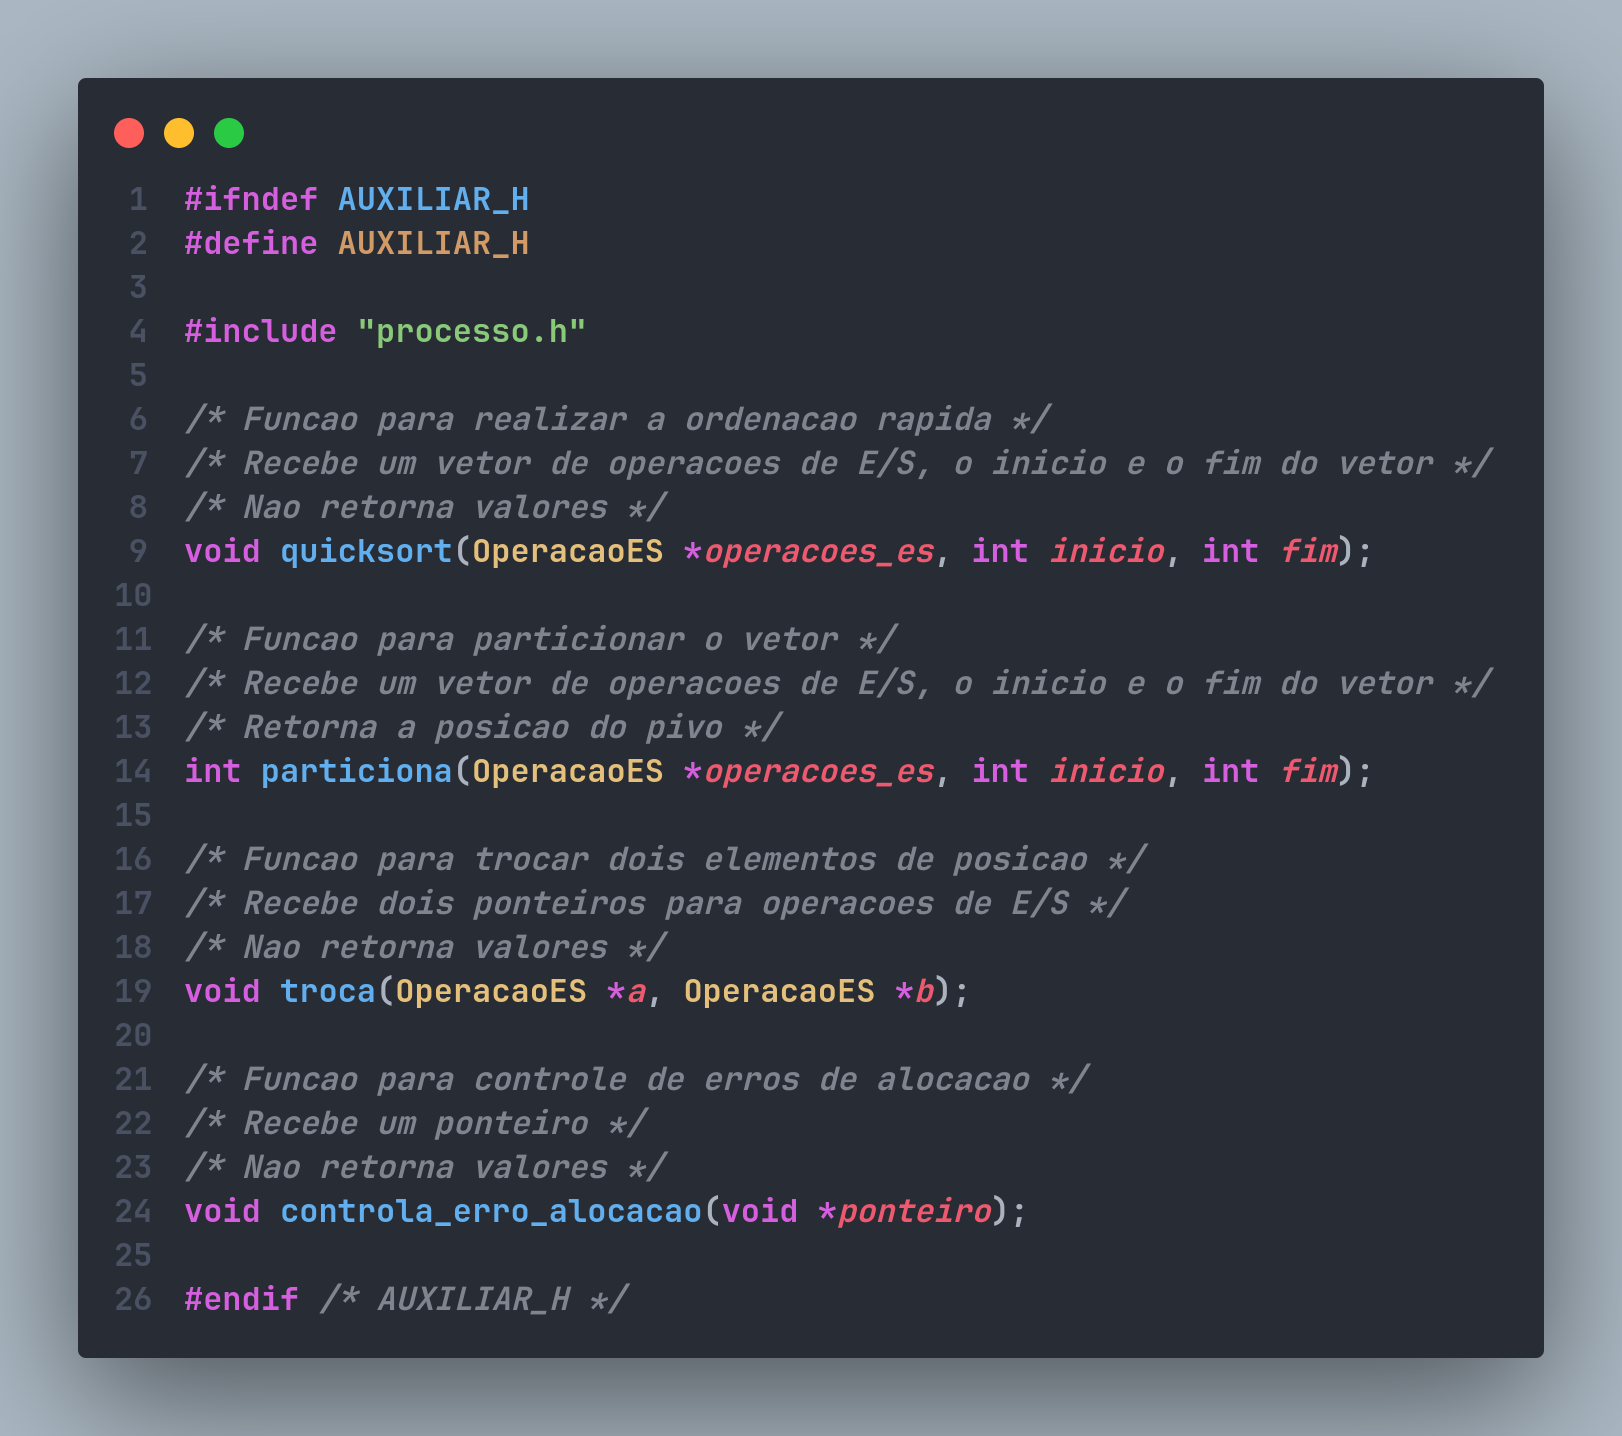 1 #ifndef AUXILIAR_H
2 #define AUXILIAR_H
3
4 #include "processo.h"
5
6 /* Funcao para realizar a ordenacao rapida */
7 /* Recebe um vetor de operacoes de E/S, o inicio e o fim do vetor */
8 /* Nao retorna valores */
9 void quicksort(OperacaoES *operacoes_es, int inicio, int fim);
10
11 /* Funcao para particionar o vetor */
12 /* Recebe um vetor de operacoes de E/S, o inicio e o fim do vetor */
13 /* Retorna a posicao do pivo */
14 int particiona(OperacaoES *operacoes_es, int inicio, int fim);
15
16 /* Funcao para trocar dois elementos de posicao */
17 /* Recebe dois ponteiros para operacoes de E/S */
18 /* Nao retorna valores */
19 void troca(OperacaoES *a, OperacaoES *b);
20
21 /* Funcao para controle de erros de alocacao */
22 /* Recebe um ponteiro */
23 /* Nao retorna valores */
24 void controla_erro_alocacao(void *ponteiro);
25
26 #endif /* AUXILIAR_H */